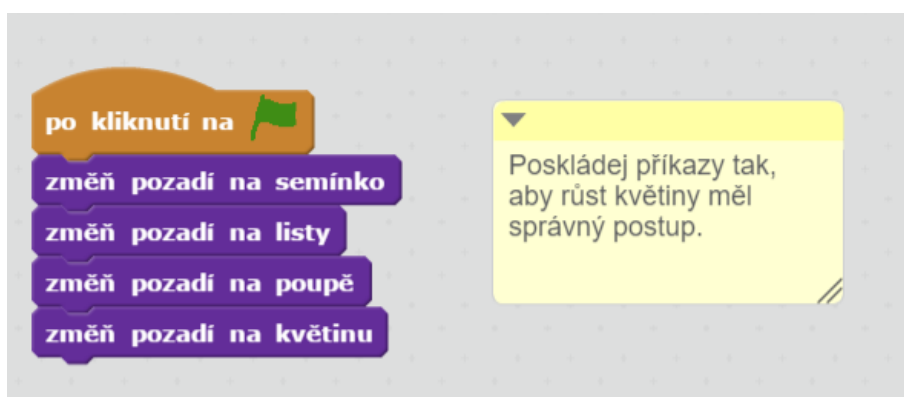 po kliknutí na
změň pozadí na semínko
změň pozadí na listy
změň pozadí na poupě
změň pozadí na květinu
Poskládej příkazy tak,
aby růst květiny měl
správný postup.